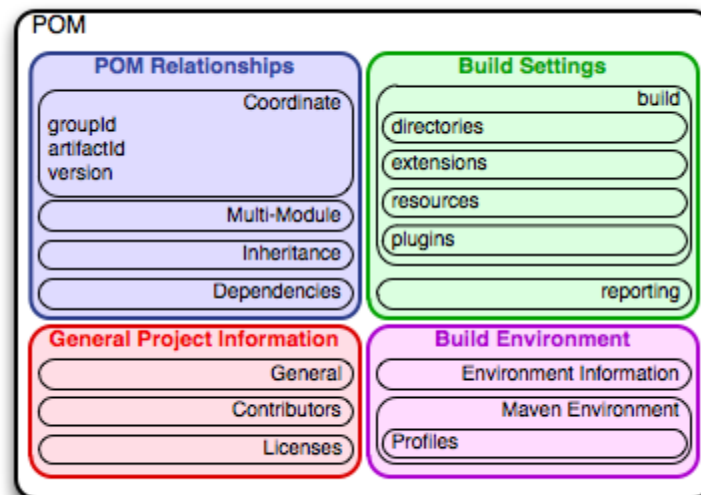 POM
POM Relationships
Coordinate
groupId
artifactId
version
Multi-Module
Inheritance
Dependencies
Build Settings
build
directories
extensions
resources
plugins
reporting
General Project Information
General
Contributors
Licenses
Build Environment
Environment Information
Maven Environment
Profiles